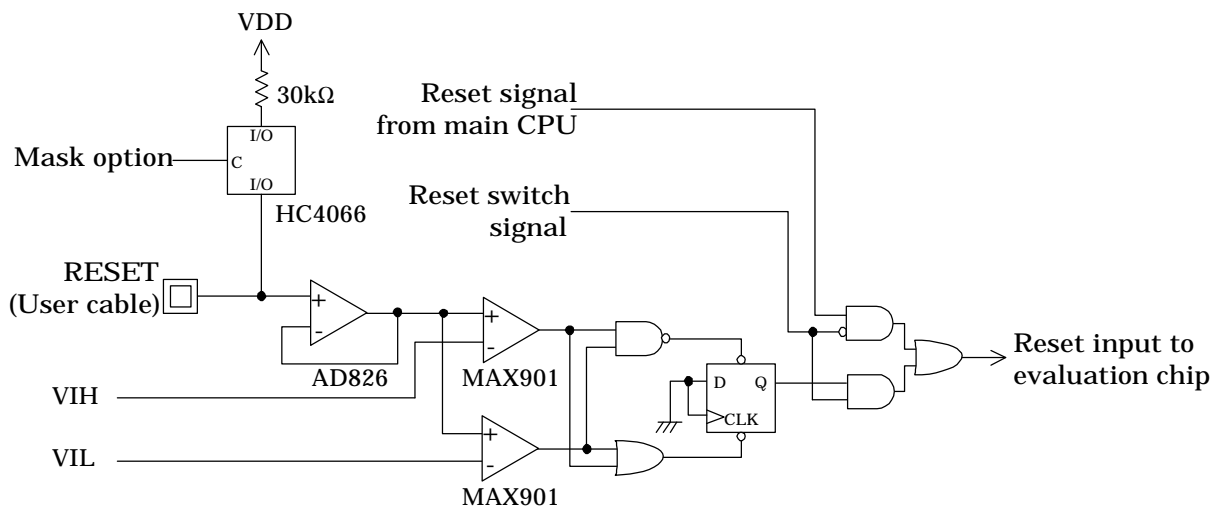 VDD
30kΩ
I/O
Mask option
C
I/O
HC4066
Reset signal
from main CPU
Reset switch
signal
RESET
(User cable)
+
-
AD826
+
-
MAX901
VIH
VIL
+
-
MAX901
D
Q
CLK
Reset input to
evaluation chip